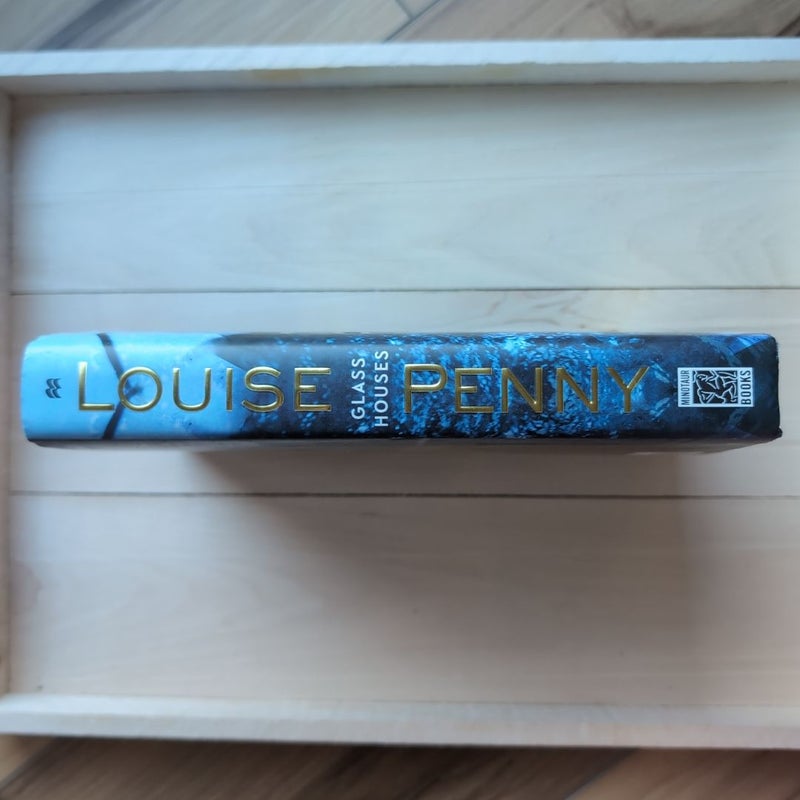 LOUISE PENNY
GLASS
HOUSES
MINOTAUR
BOOKS